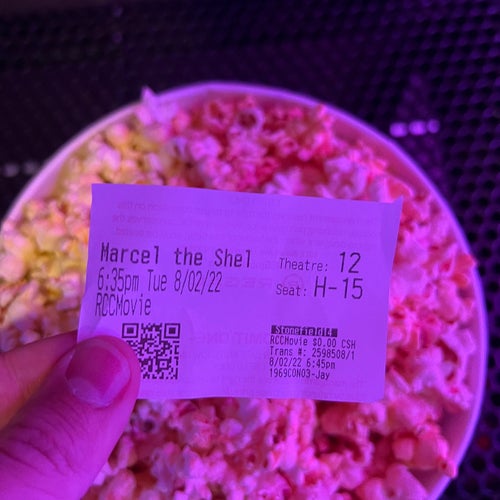 Marcel the Shel
6:35pm Tue 8/02/22
RCCMovie
Theatre: 12
Seat: H-15
Stonefield14
RCCMovie $0.00 CSH
Trans #: 2598508/1
8/02/22 6:45pm
1969CON03-Jay